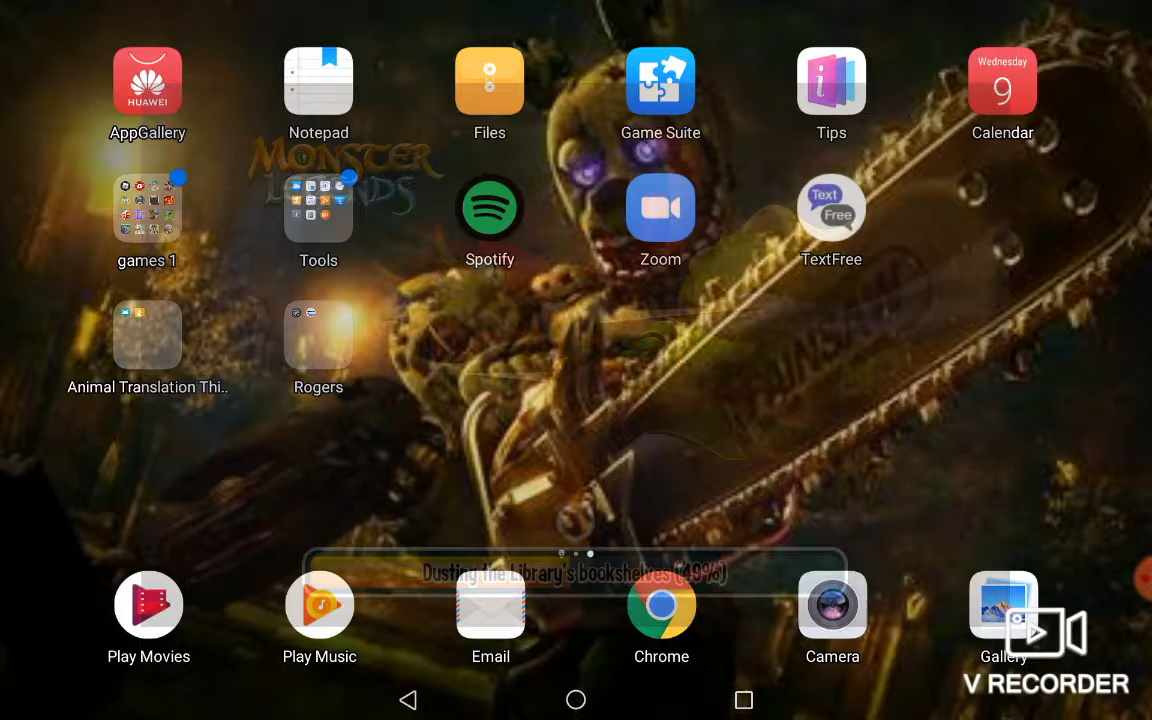 Wednesday
9
HUAWEI
AppGallery
Notepad
Files
Game Suite
Tips
Calendar
MONSTER
LEGENDS
Text
Free
games 1
Tools
Spotify
Zoom
TextFree
Animal Translation Thi..
Rogers
Dusting the Library's bookshelves (49%)
Play Movies
Play Music
Email
Chrome
Camera
Gallery
V RECORDER